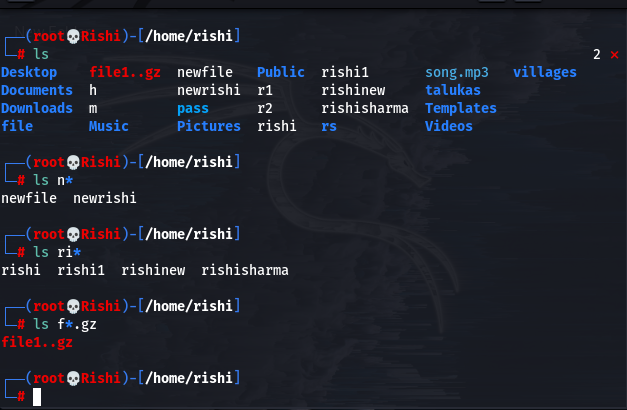 ┌──(root💀Rishi)-[/home/rishi]
└─# ls 2 ⨯
Desktop file1..gz newfile Public rishi1 song.mp3 villages
Documents h newrishi r1 rishinew talukas
Downloads m pass r2 rishisharma Templates
file Music Pictures rishi rs Videos
┌──(root💀Rishi)-[/home/rishi]
└─# ls n*
newfile newrishi
┌──(root💀Rishi)-[/home/rishi]
└─# ls ri*
rishi rishi1 rishinew rishisharma
┌──(root💀Rishi)-[/home/rishi]
└─# ls f*.gz
file1..gz
┌──(root💀Rishi)-[/home/rishi]
└─#